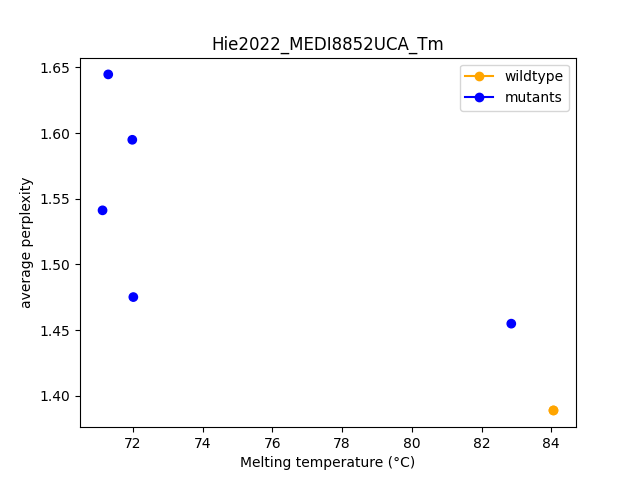 Hie2022_MEDI8852UCA_Tm
1.65
1.60
1.55
1.50
1.45
1.40
average perplexity
wildtype
mutants
72 74 76 78 80 82 84
Melting temperature (°C)